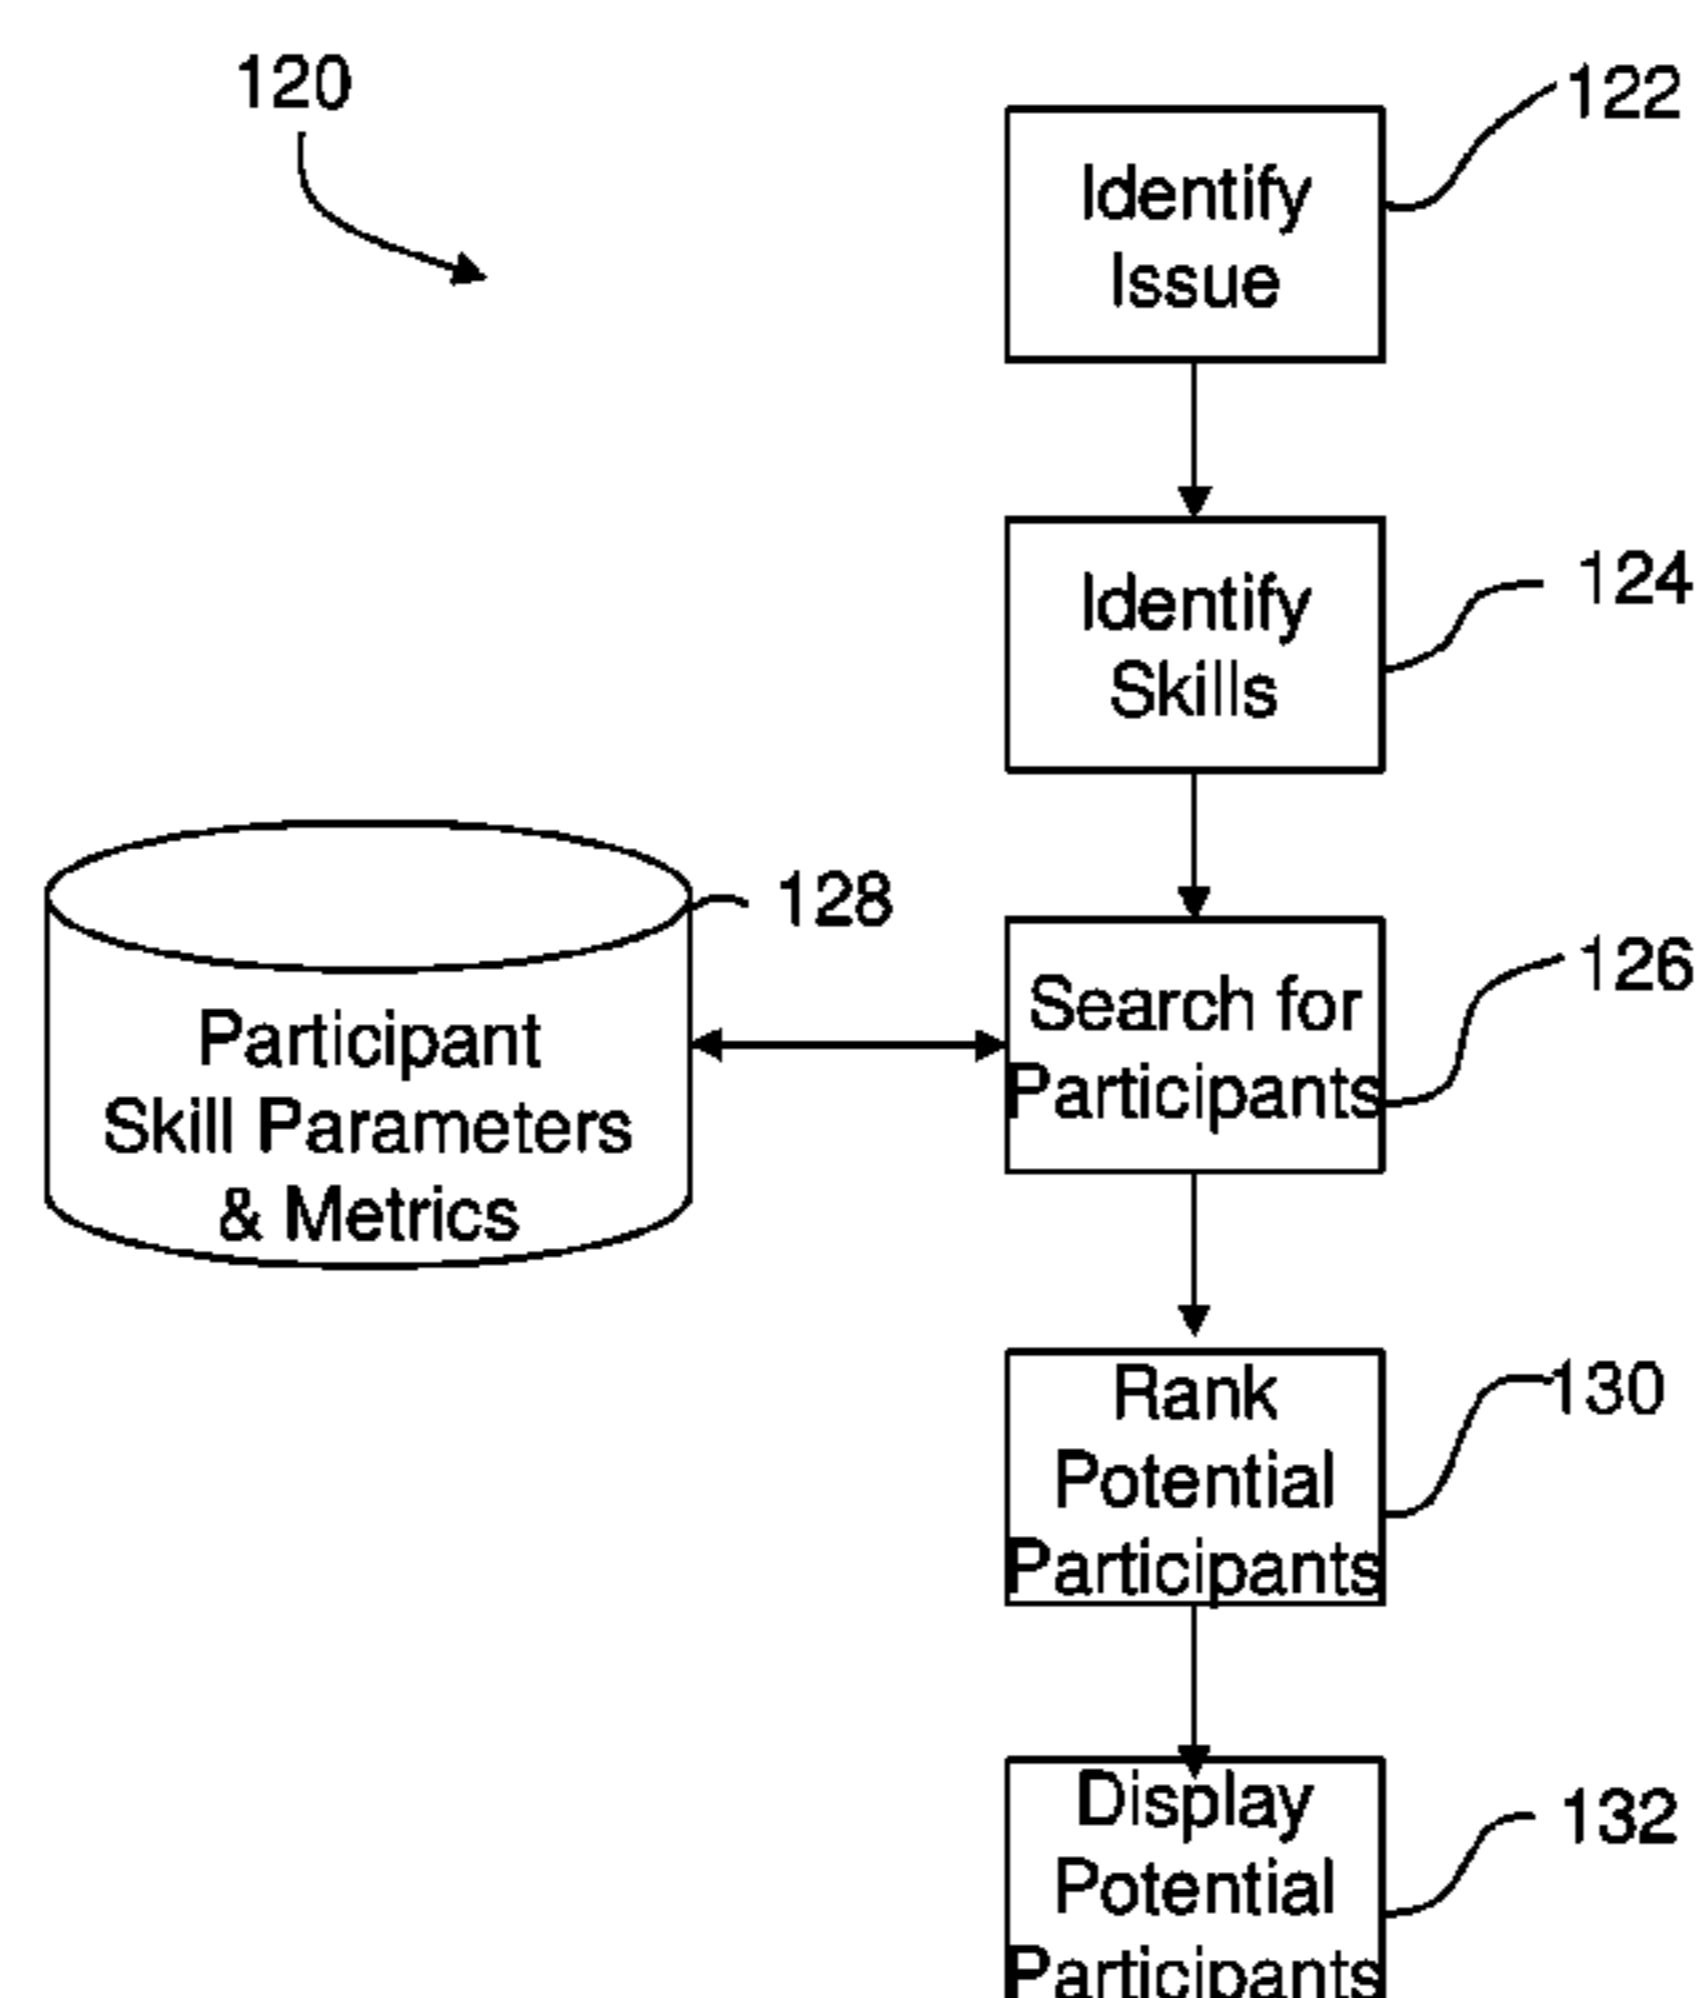 120
122
Identify
Issue
124
Identify
Skills
128
Participant
Skill Parameters
& Metrics
126
Search for
Participants
130
Rank
Potential
Participants
132
Display
Potential
Participants